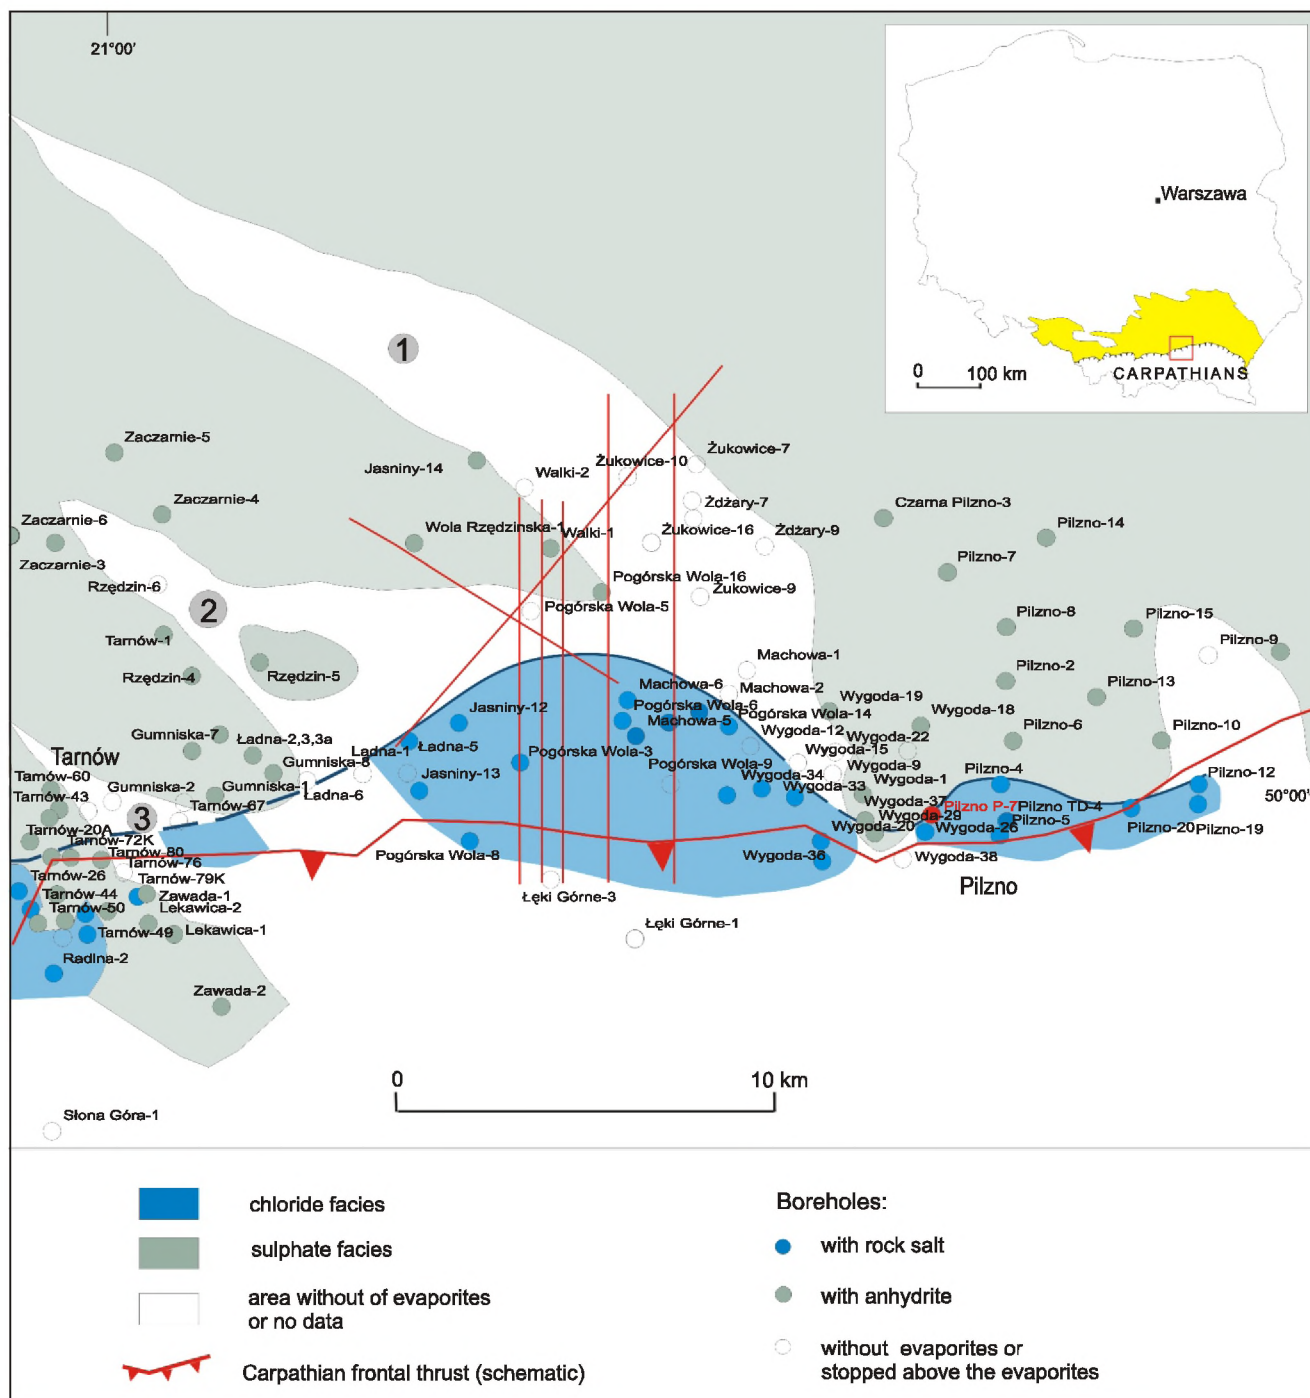 21°00'
Warszawa
0
100 km
CARPATHIANS
1
Zaczarnie-5
Jasniny-14
Walki-2
Żukowice-10
Żukowice-7
Zaczarnie-4
Żdżary-7
Czarna Pilzno-3
Zaczarnie-6
Wola Rzędzinska-1
Walki-1
Żukowice-16
Żdżary-9
Pilzno-14
Zaczarnie-3
Pilzno-7
Rzędzin-6
Pogórska Wola-16
Żukowice-9
2
Pogórska Wola-5
Pilzno-8
Pilzno-15
Tarnów-1
Pilzno-9
Rzędzin-4
Rzędzin-5
Machowa-1
Pilzno-2
Machowa-6
Machowa-2
Pilzno-13
Jasniny-12
Pogórska Wola-6
Wygoda-19
Machowa-5
Pogórska Wola-14
Wygoda-18
Pilzno-6
Pilzno-10
Gumniska-7
Ładna-2,3,3a
Ładna-1
Ładna-5
Wygoda-12
Wygoda-22
Pogórska Wola-3
Wygoda-15
Tarnów
Gumniska-8
Jasniny-13
Pogórska Wola-9
Wygoda-9
Wygoda-34
Pilzno-4
Pilzno-12
Tarnów-60
Gumniska-2
Gumniska-1
Ładna-6
Wygoda-33
Wygoda-1
50°00'
Tarnów-43
Tarnów-67
Wygoda-37
Pilzno P-7
Pilzno TD-4
3
Wygoda-29
Pilzno-5
Tarnów-20A
Wygoda-20
Wygoda-26
Pilzno-20
Pilzno-19
Tarnów-72K
Tarnów-80
Pogórska Wola-8
Wygoda-36
Wygoda-38
Tarnów-76
Tarnów-26
Tarnów-79K
Pilzno
Tarnów-44
Zawada-1
Łęki Górne-3
Tarnów-50
Lekawica-2
Łęki Górne-1
Tarnów-49
Lekawica-1
Radlna-2
Zawada-2
0
10 km
Słona Góra-1
chloride facies
sulphate facies
area without of evaporites
or no data
Carpathian frontal thrust (schematic)
Boreholes:
with rock salt
with anhydrite
without evaporites or
stopped above the evaporites